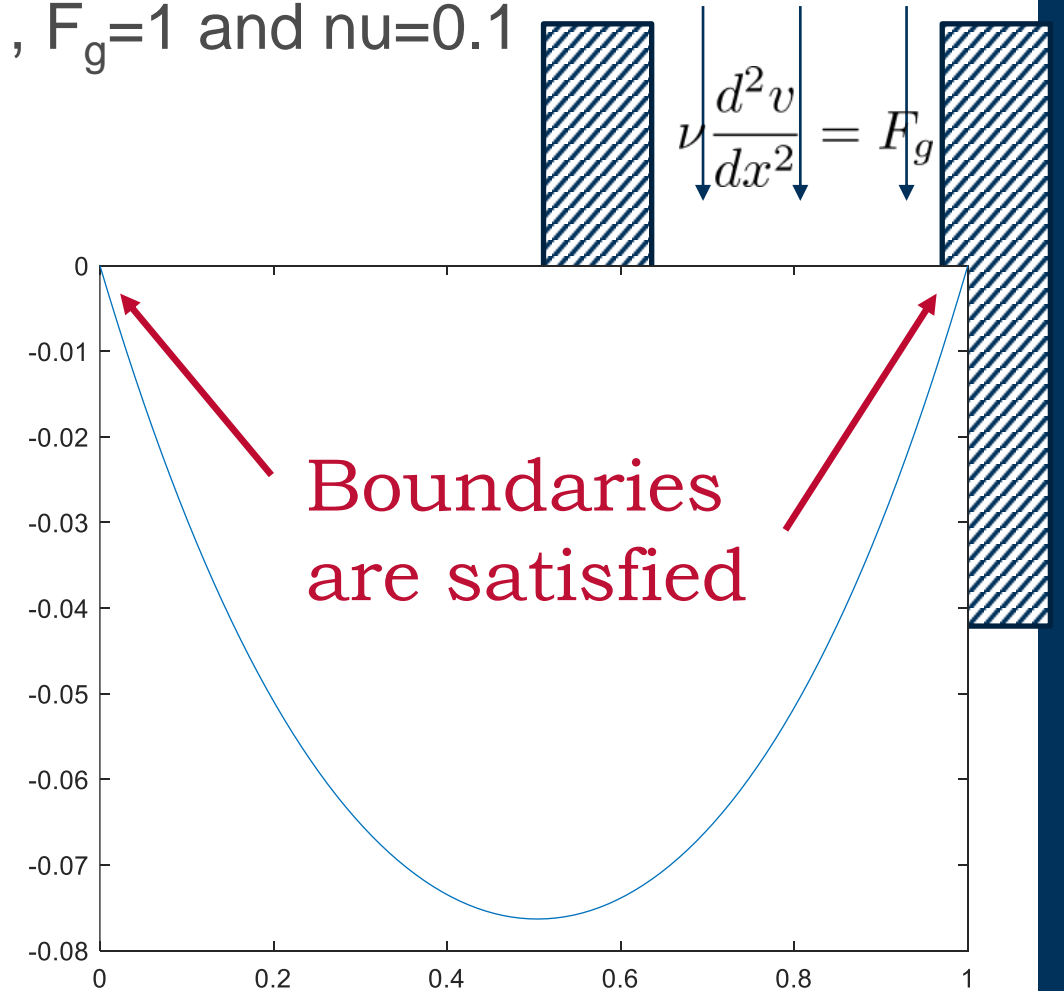 , F_g=1 and nu=0.1
ν d²v/dx² = F_g
0
-0.01
-0.02
-0.03
-0.04
-0.05
-0.06
-0.07
-0.08
Boundaries
are satisfied
0 0.2 0.4 0.6 0.8 1